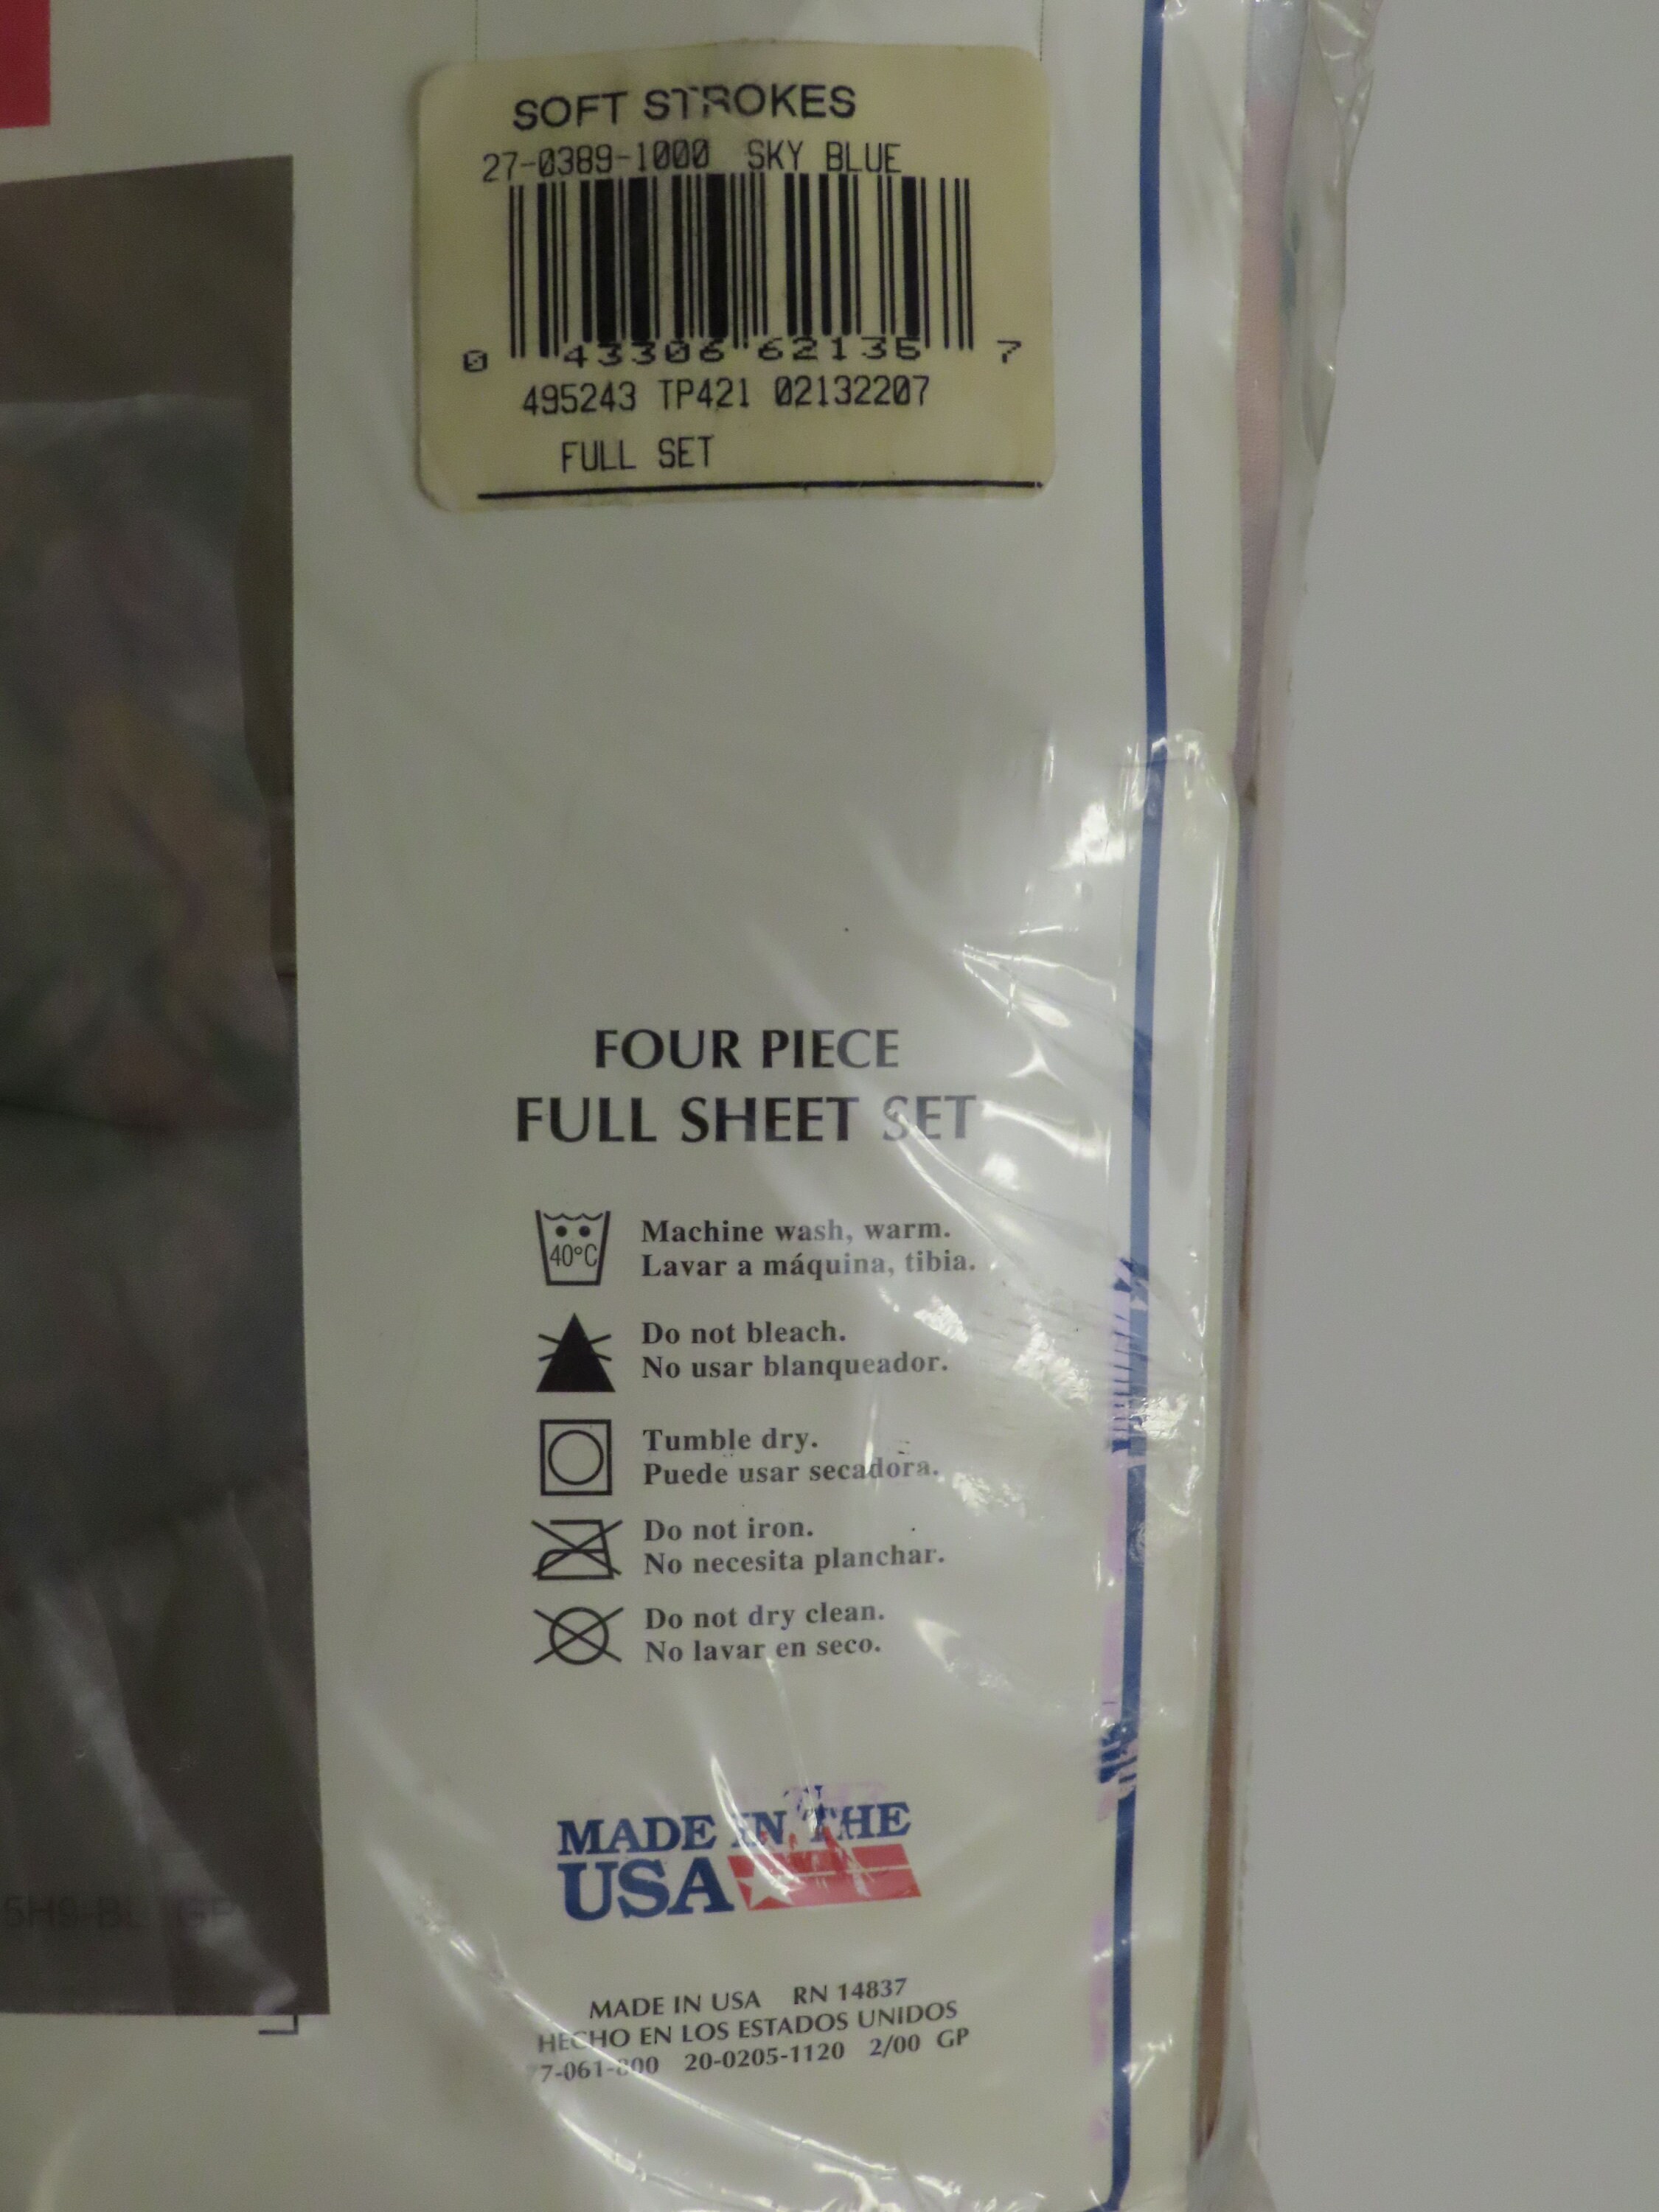 SOFT STROKES
27-0389-1000 SKY BLUE
0 43306 62135 7
495243 TP421 02132207
FULL SET
FOUR PIECE
FULL SHEET SET
40°C
Machine wash, warm.
Lavar a máquina, tibia.
Do not bleach.
No usar blanqueador.
Tumble dry.
Puede usar secadora.
Do not iron.
No necesita planchar.
Do not dry clean.
No lavar en seco.
MADE IN THE
USA
MADE IN USA RN 14837
HECHO EN LOS ESTADOS UNIDOS
20-0205-1120 2/00 GP